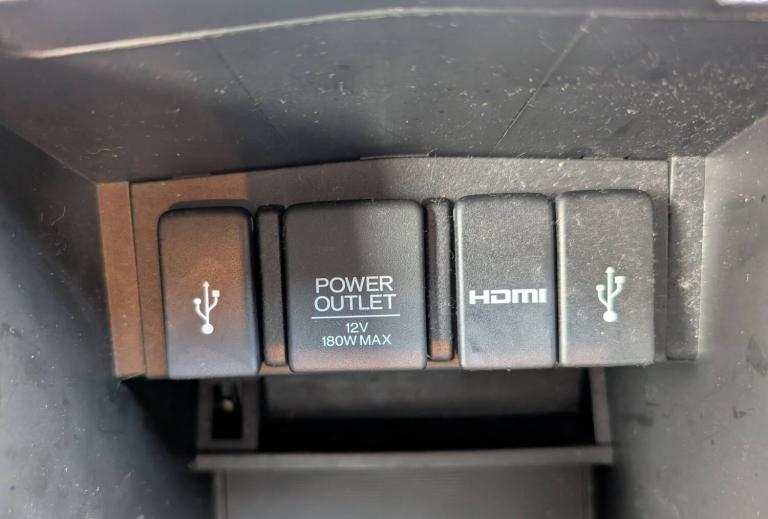 POWER
OUTLET
12V
180W MAX
HDMI